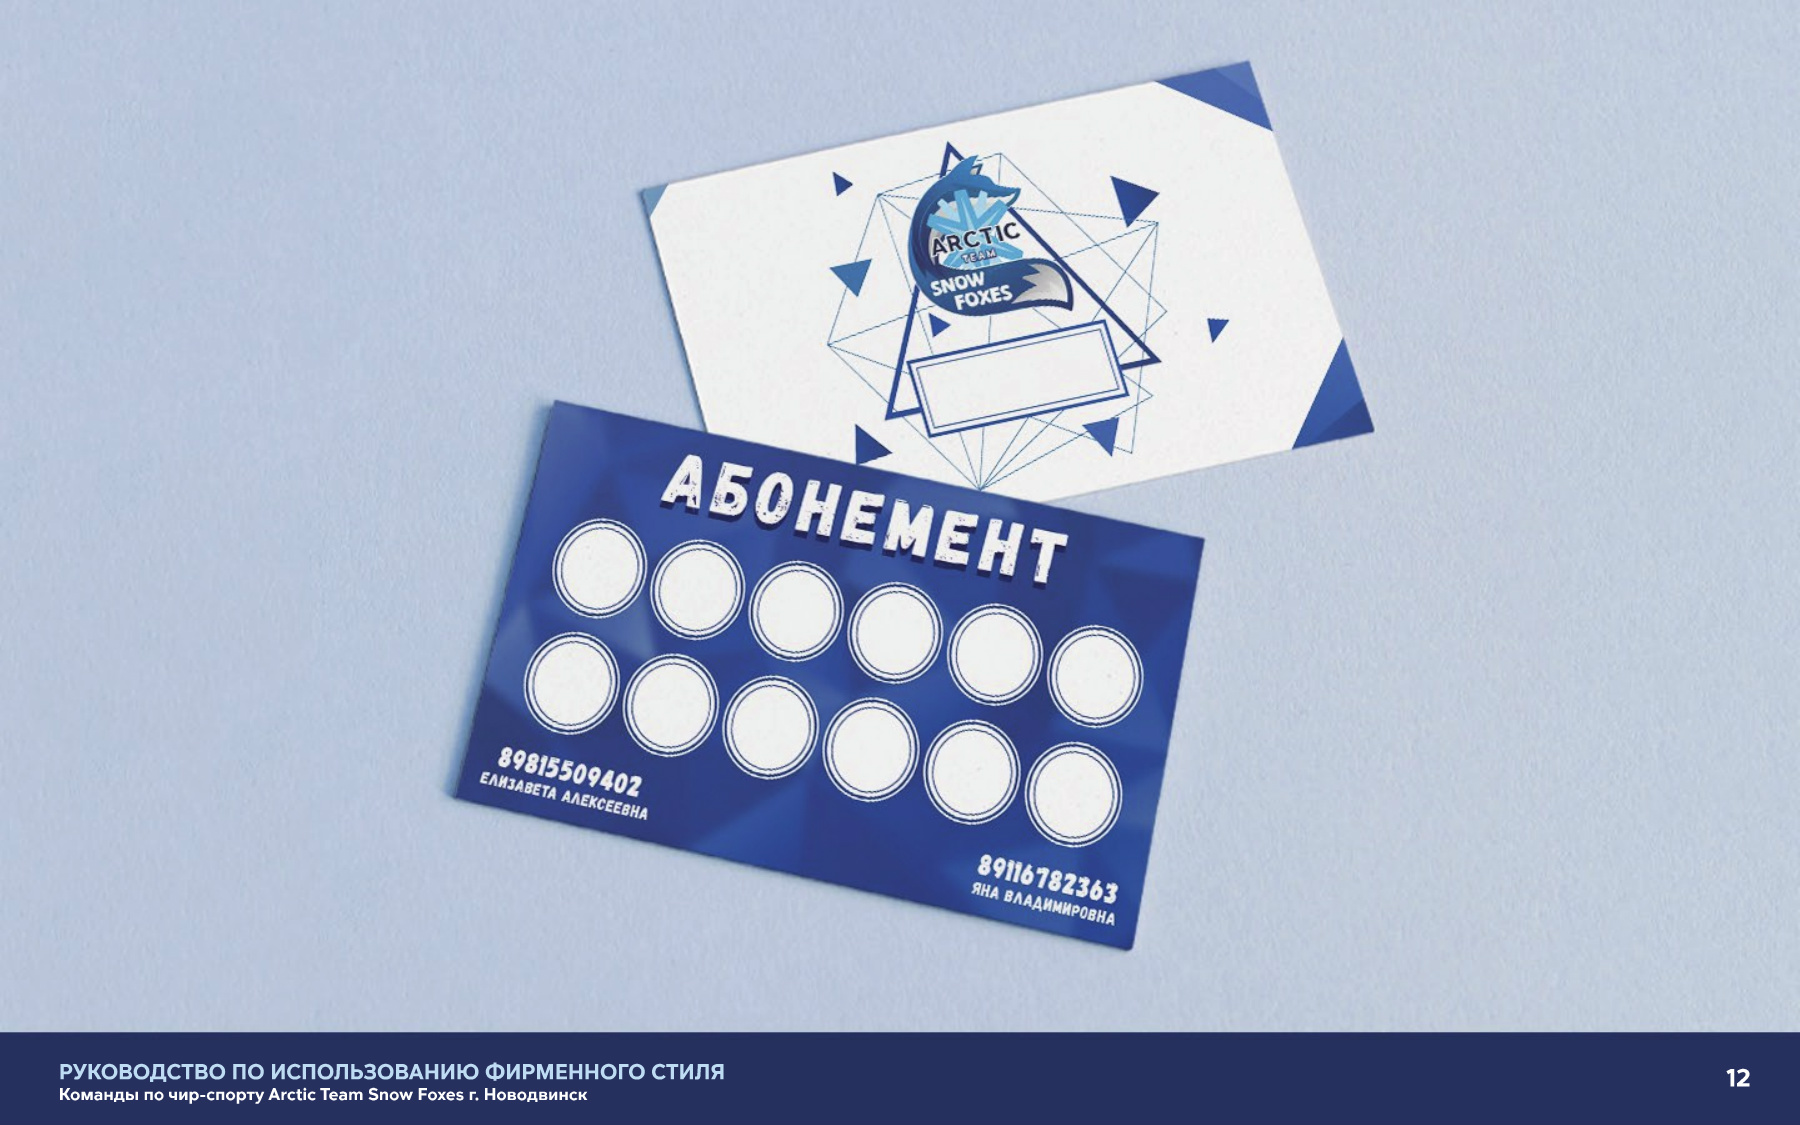 ARCTIC
TEAM
SNOW
FOXES
АБОНЕМЕНТ
89815509402
ЕЛИЗАВЕТА АЛЕКСЕЕВНА
89116782363
ЯНА ВЛАДИМИРОВНА
РУКОВОДСТВО ПО ИСПОЛЬЗОВАНИЮ ФИРМЕННОГО СТИЛЯ
Команды по чир-спорту Arctic Team Snow Foxes г. Новодвинск
12